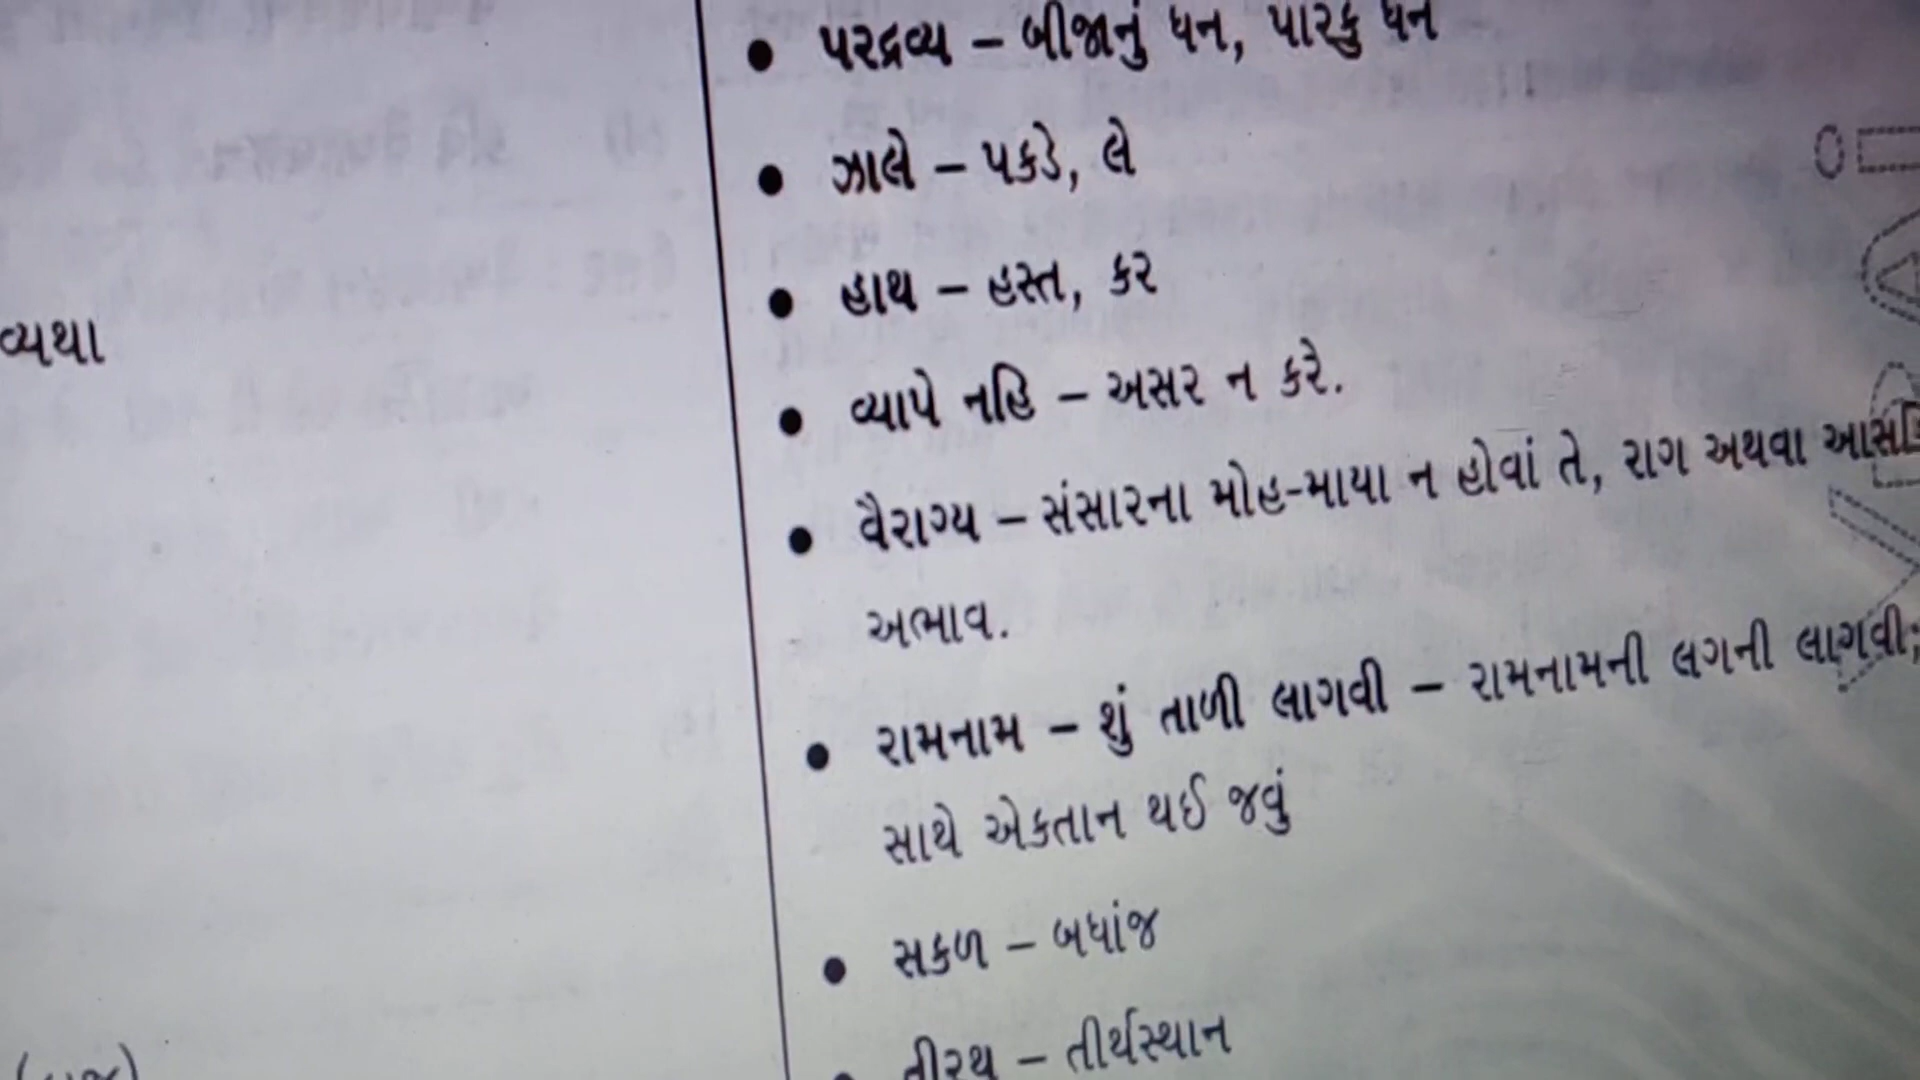 પરદ્રવ્ય – બીજાનું ધન, પારકુ ધન
ઝાલે – પકડે, લે
હાથ – હસ્ત, કર
વ્યથા
વ્યાપે નહિ – અસર ન કરે.
વૈરાગ્ય – સંસારના મોહ-માયા ન હોવાં તે, રાગ અથવા
અભાવ.
રામનામ – શું તાળી લાગવી – રામનામની લગની લાગવી;
સાથે એકતાન થઈ જવું
સકળ – બધાંજ
તીરથ – તીર્થસ્થાન